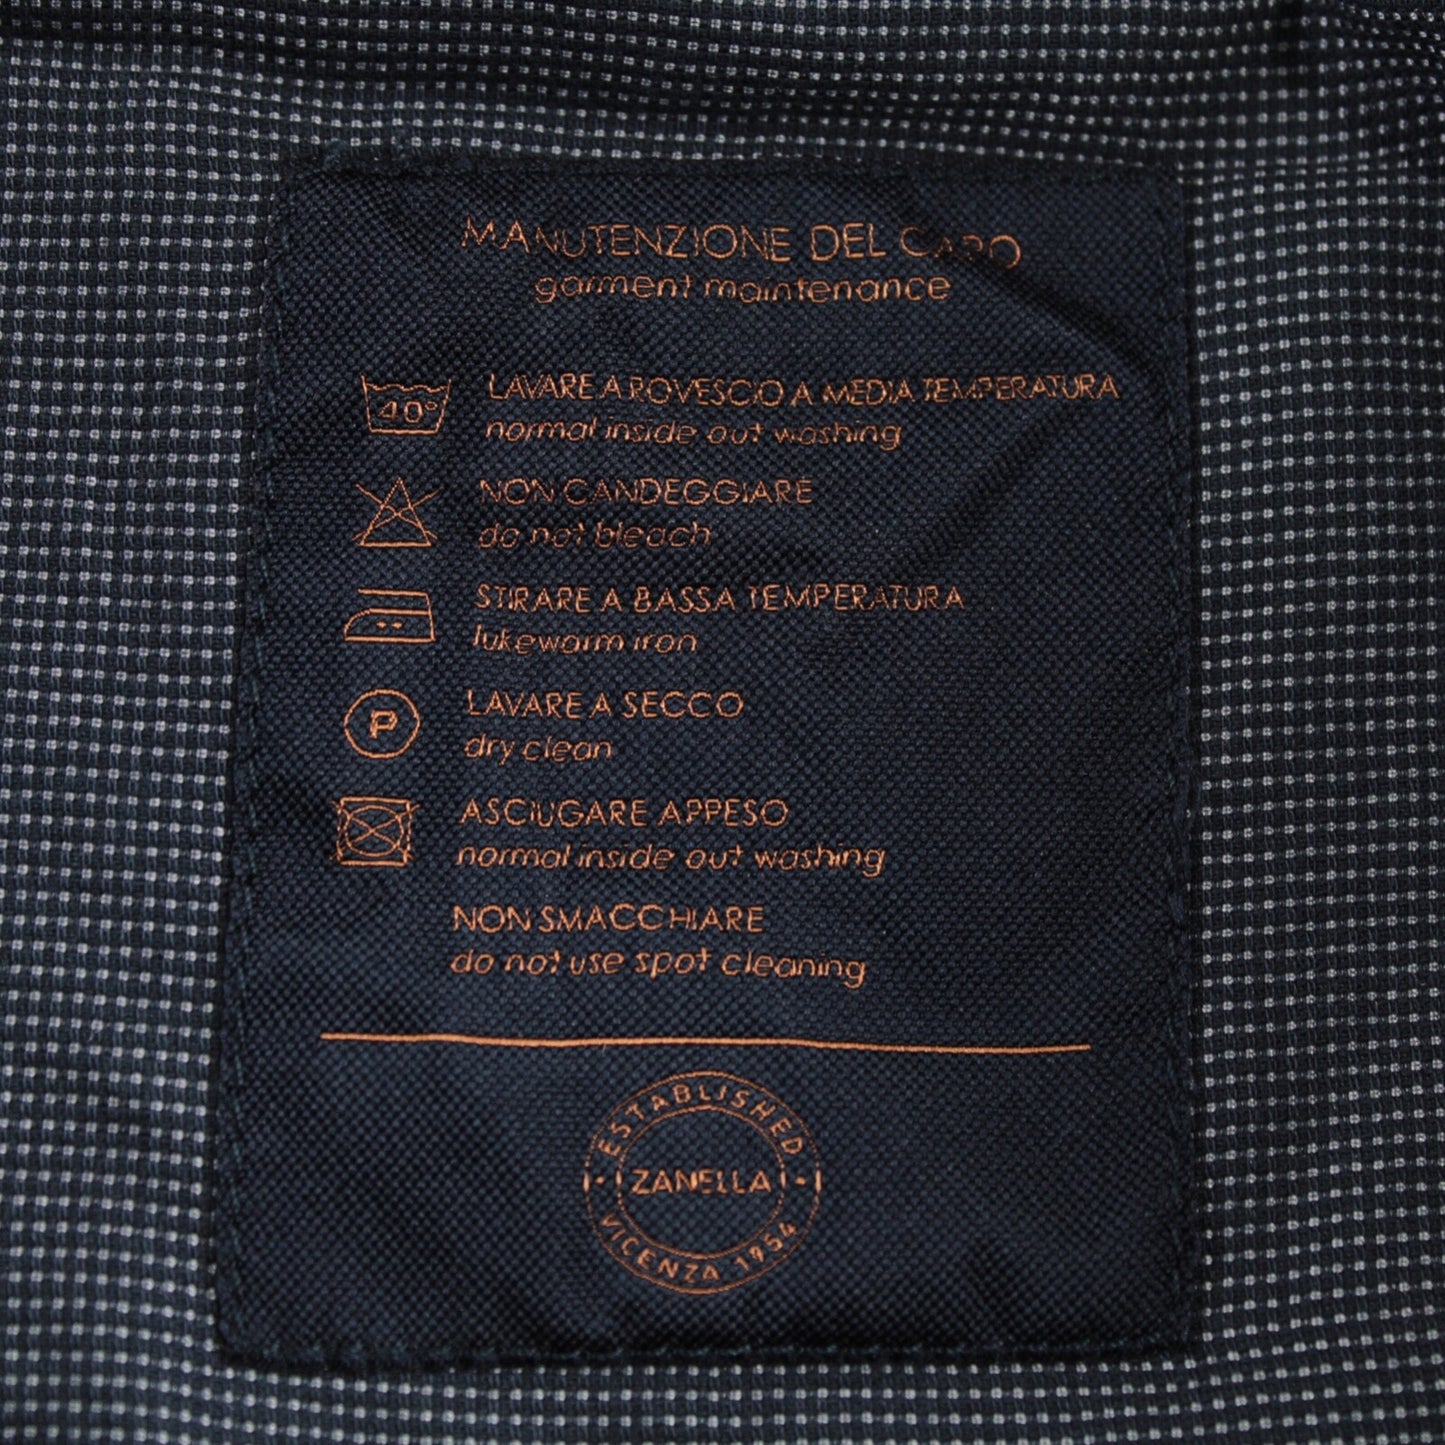 MANUTENZIONE DEL CAPO
garment maintenance
40°
LAVARE A ROVESCO A MEDIA TEMPERATURA
normal inside out washing
NON CANDEGGIARE
do not bleach
STIRARE A BASSA TEMPERATURA
lukewarm iron
P
LAVARE A SECCO
dry clean
ASCIUGARE APPESO
normal inside out washing
NON SMACCHIARE
do not use spot cleaning
ESTABLISHED
ZANELLA
VICENZA 1954